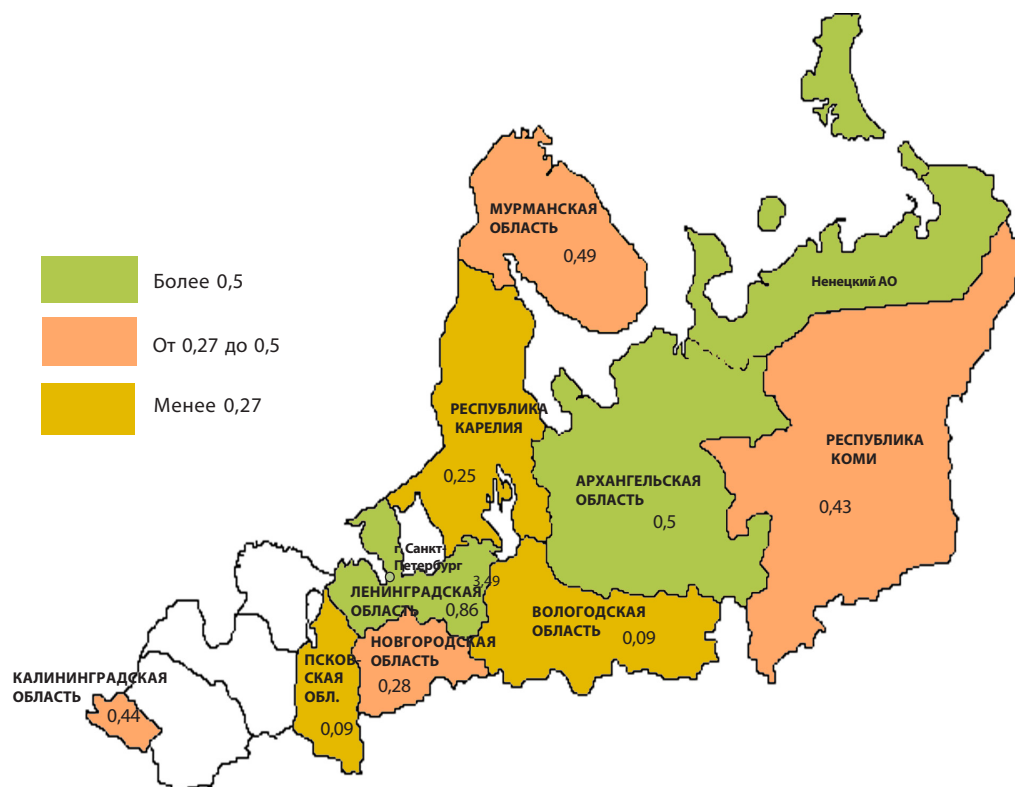 Более 0,5
От 0,27 до 0,5
Менее 0,27
МУРМАНСКАЯ
ОБЛАСТЬ
0,49
Ненецкий АО
РЕСПУБЛИКА
КАРЕЛИЯ
0,25
РЕСПУБЛИКА
КОМИ
0,43
АРХАНГЕЛЬСКАЯ
ОБЛАСТЬ
0,5
г. Санкт-
Петербург
3,49
ЛЕНИНГРАДСКАЯ
ОБЛАСТЬ
0,86
ВОЛОГОДСКАЯ
ОБЛАСТЬ
0,09
НОВГОРОДСКАЯ
ОБЛАСТЬ
0,28
ПСКОВ-
СКАЯ
ОБЛ.
0,09
КАЛИНИНГРАДСКАЯ
ОБЛАСТЬ
0,44